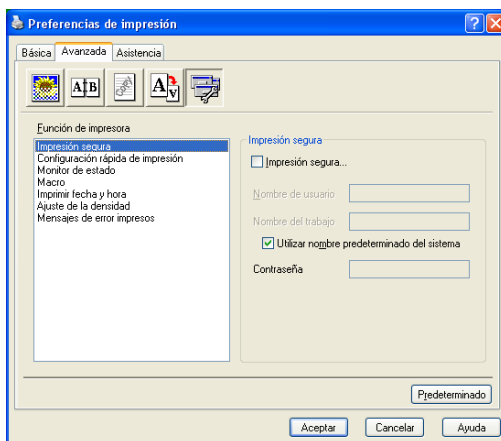 Preferencias de impresión
Básica Avanzada Asistencia
Función de impresora
Impresión segura
Configuración rápida de impresión
Monitor de estado
Macro
Imprimir fecha y hora
Ajuste de la densidad
Mensajes de error impresos
Impresión segura
Impresión segura...
Nombre de usuario
Nombre del trabajo
Utilizar nombre predeterminado del sistema
Contraseña
Predeterminado
Aceptar Cancelar Ayuda